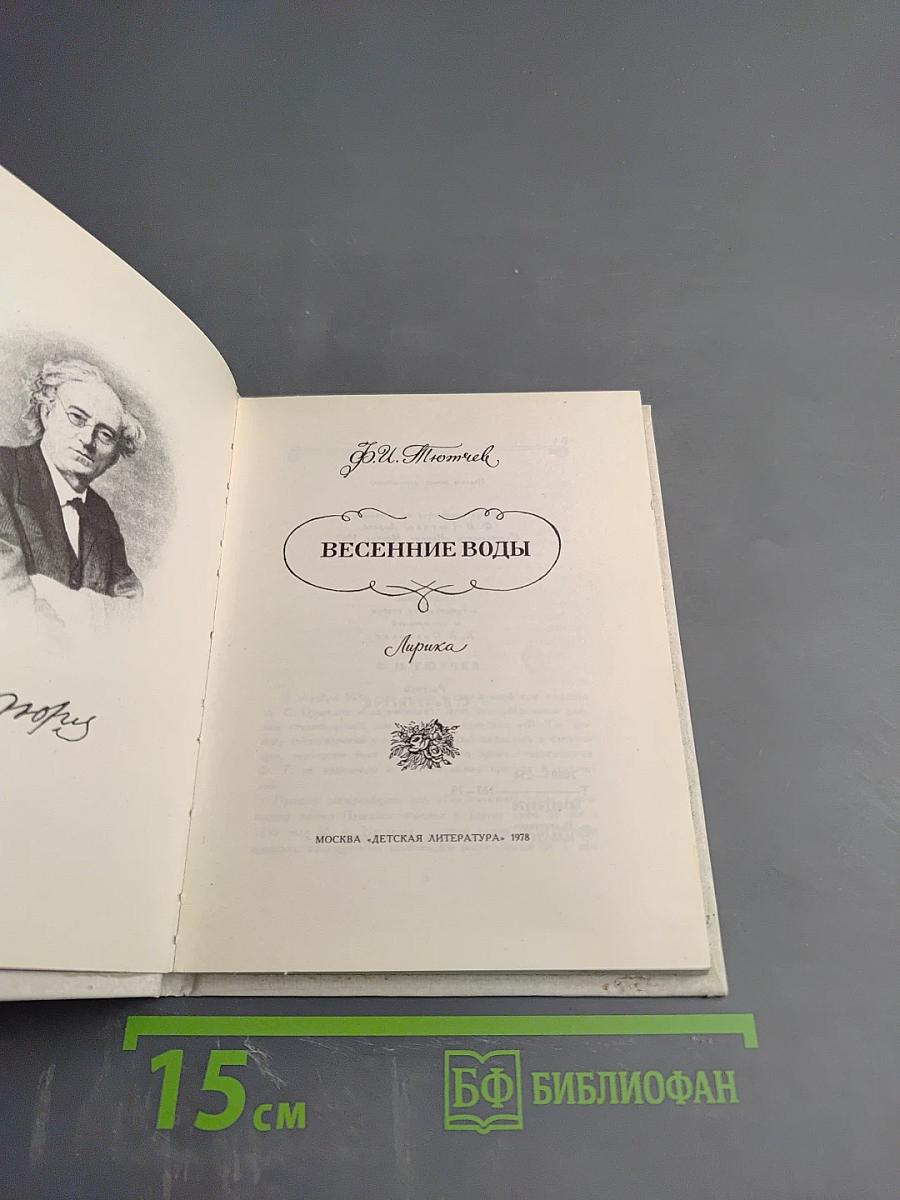 Ф.И.Тютчев
ВЕСЕННИЕ ВОДЫ
Лирика
МОСКВА «ДЕТСКАЯ ЛИТЕРАТУРА» 1978
15 см
БФ БИБЛИОФАН